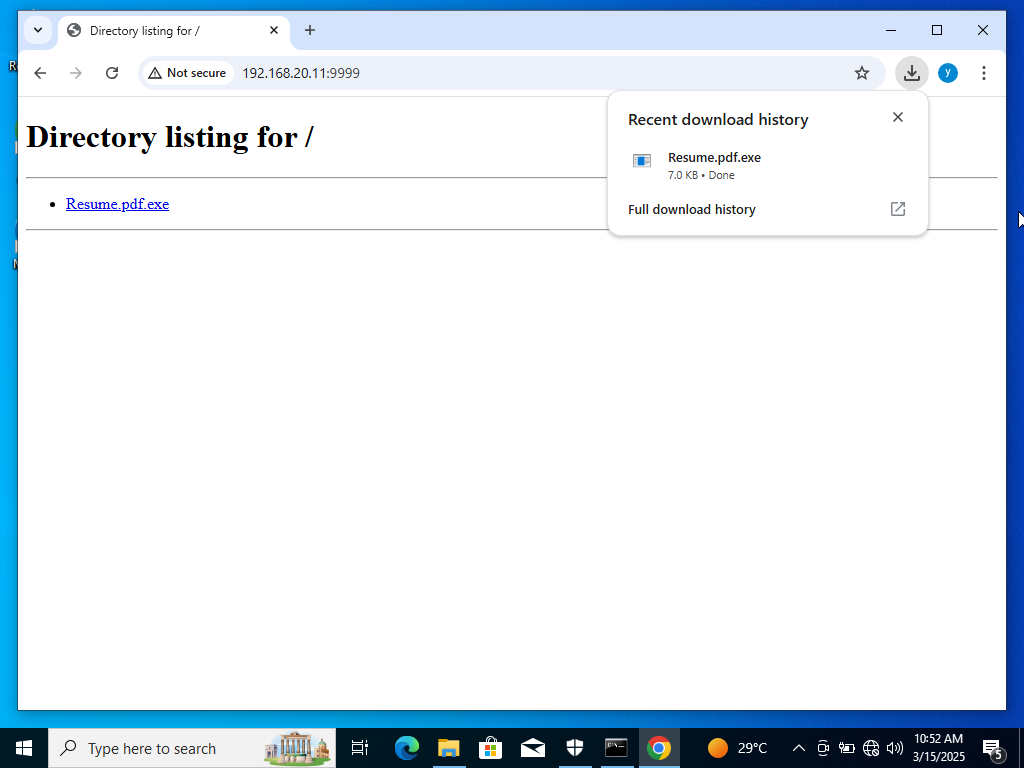 Directory listing for /
Not secure
192.168.20.11:9999
y
Recent download history
Directory listing for /
Resume.pdf.exe
7.0 KB • Done
Resume.pdf.exe
Full download history
Type here to search
29°C
10:52 AM
3/15/2025
5